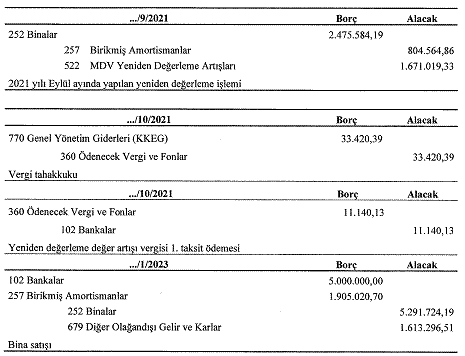 .../9/2021 Borç Alacak
252 Binalar 2.475.584,19
257 Birikmiş Amortismanlar 804.564,86
522 MDV Yeniden Değerleme Artışları 1.671.019,33
2021 yılı Eylül ayında yapılan yeniden değerleme işlemi
.../10/2021 Borç Alacak
770 Genel Yönetim Giderleri (KKEG) 33.420,39
360 Ödenecek Vergi ve Fonlar 33.420,39
Vergi tahakkuku
.../10/2021 Borç Alacak
360 Ödenecek Vergi ve Fonlar 11.140,13
102 Bankalar 11.140,13
Yeniden değerleme değer artışı vergisi 1. taksit ödemesi
.../1/2023 Borç Alacak
102 Bankalar 5.000.000,00
257 Birikmiş Amortismanlar 1.905.020,70
252 Binalar 5.291.724,19
679 Diğer Olağandışı Gelir ve Karlar 1.613.296,51
Bina satışı